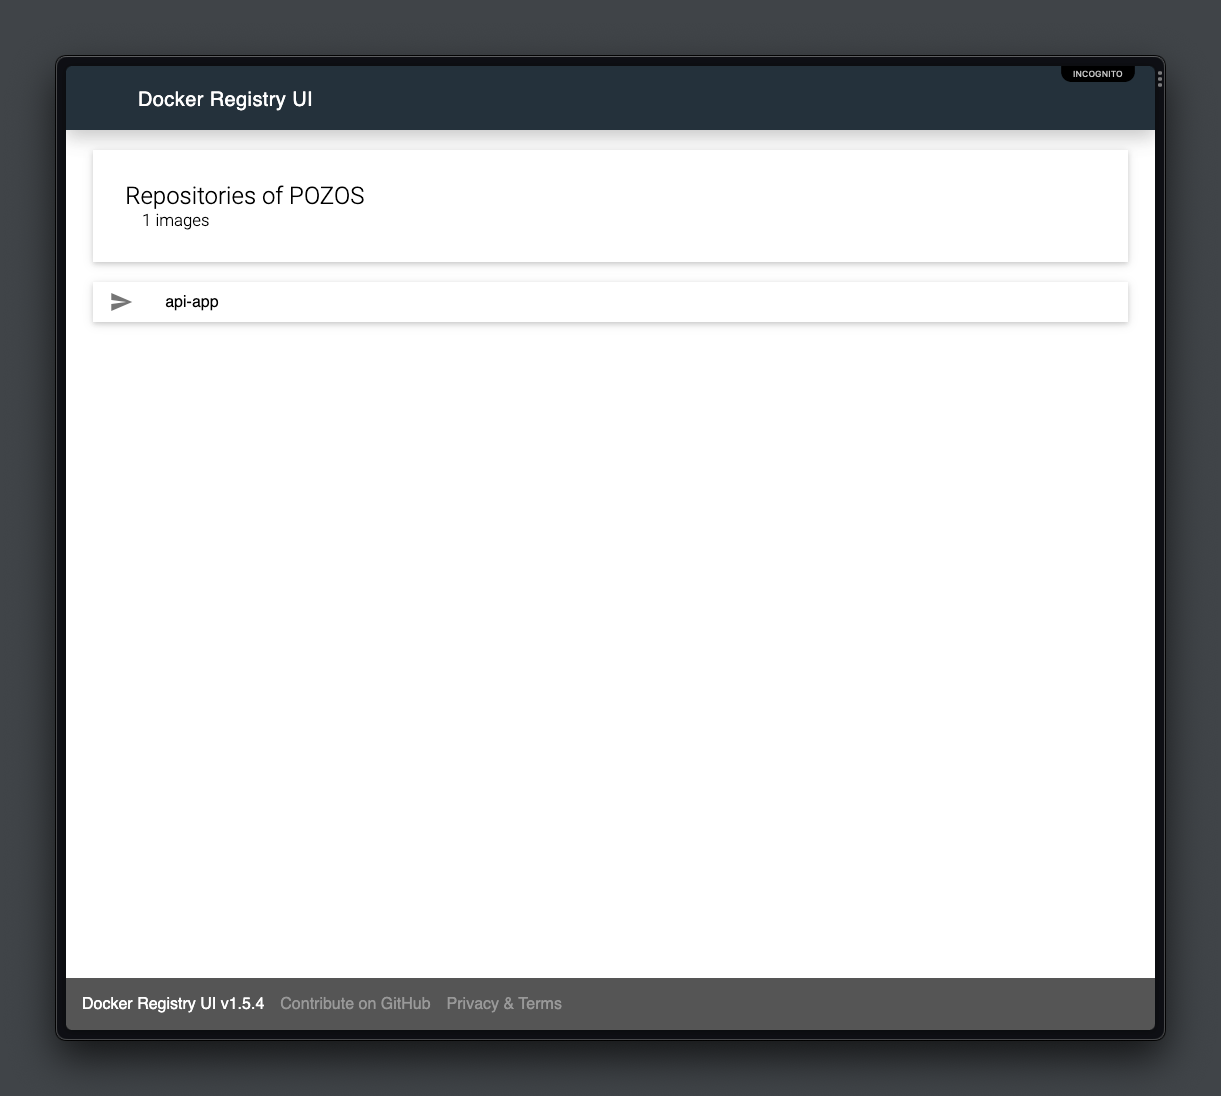 INCOGNITO
Docker Registry UI
Repositories of POZOS
1 images
api-app
Docker Registry UI v1.5.4 Contribute on GitHub Privacy & Terms